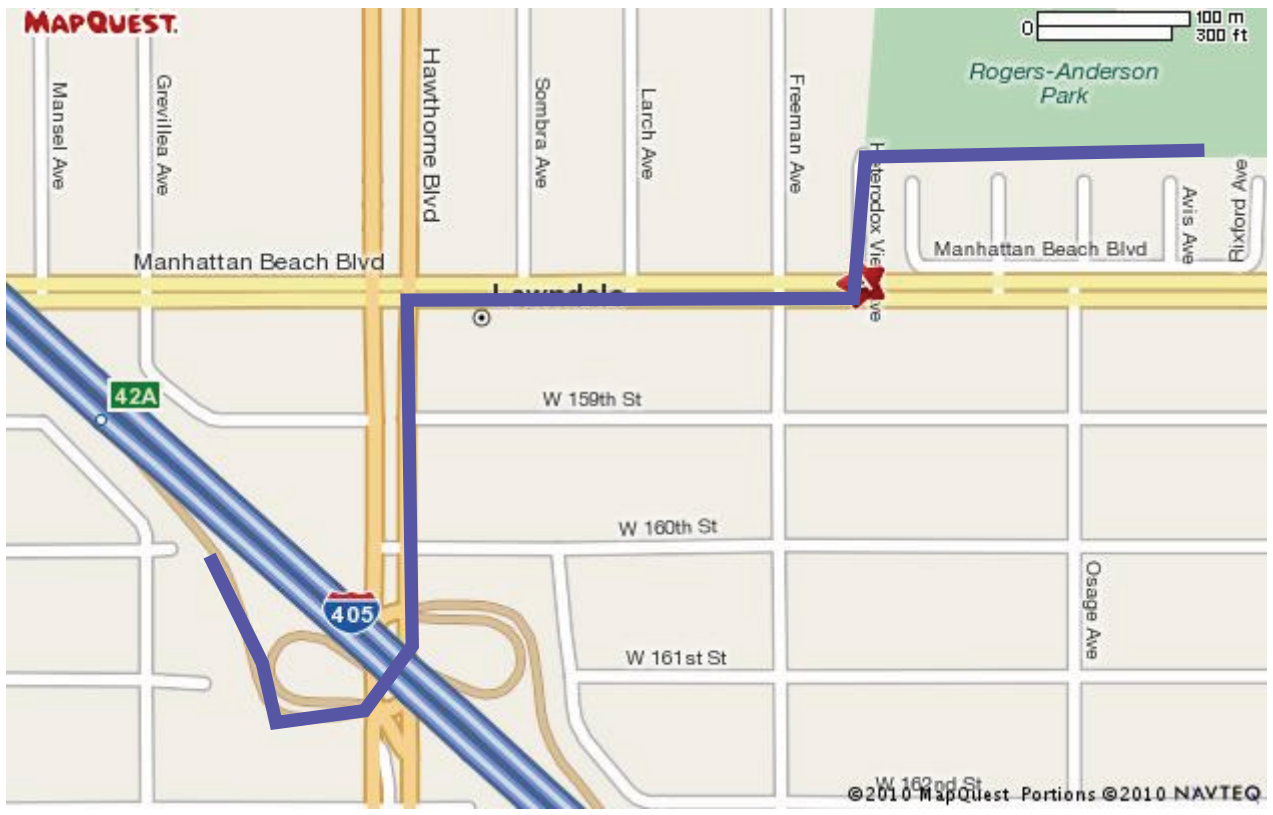 MAPQUEST.
0
100 m
300 ft
Rogers-Anderson
Park
Mansel Ave
Grevillea Ave
Hawthorne Blvd
Sombra Ave
Larch Ave
Freeman Ave
Avis Ave
Manhattan Beach Blvd
Manhattan Beach Blvd
42A
W 159th St
W 160th St
405
Osage Ave
W 161st St
W 162nd St
©2010 MapQuest Portions ©2010 NAVTEQ